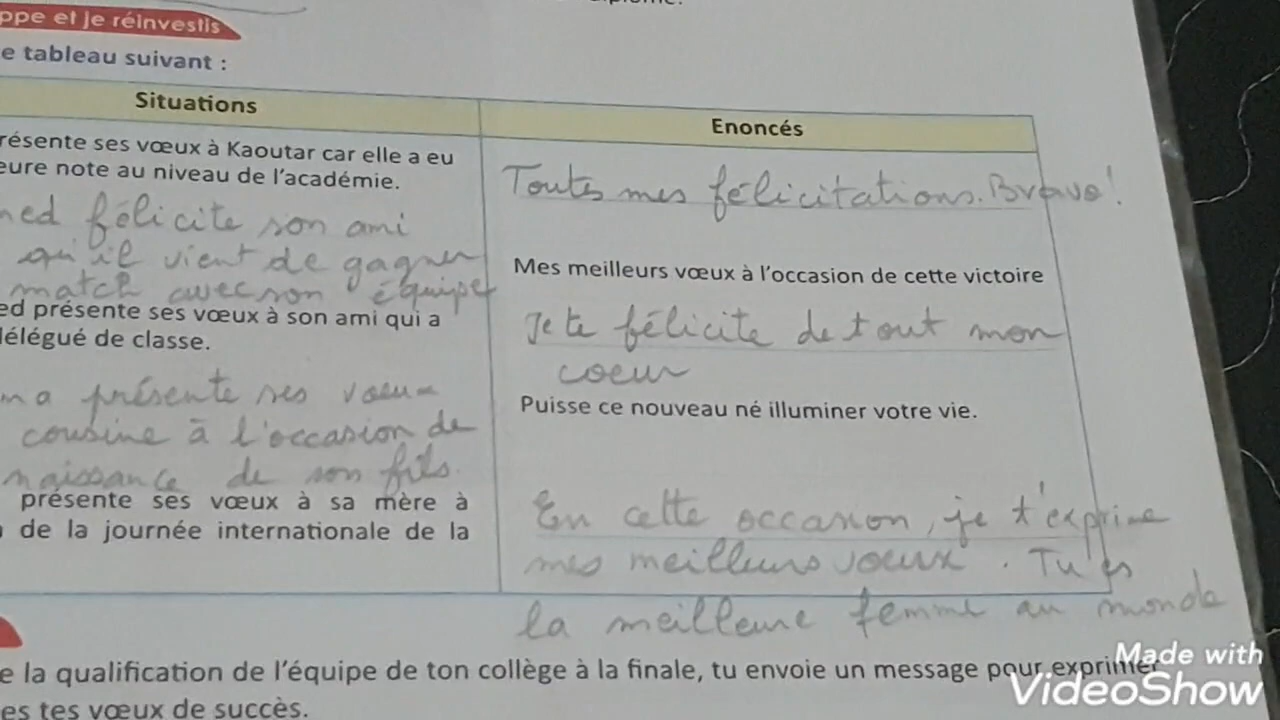 ppe et je réinvestis
e tableau suivant :
Situations
Enoncés
résente ses vœux à Kaoutar car elle a eu
eure note au niveau de l'académie.
Toutes mes félicitations. Bravo!
ned félicite son ami
qu'il vient de gagner
match avec son équipe
Mes meilleurs vœux à l'occasion de cette victoire
ed présente ses vœux à son ami qui a
délégué de classe.
Je te félicite de tout mon
coeur
ma présente ses voeux
cousine à l'occasion de
naissance de son fils.
Puisse ce nouveau né illuminer votre vie.
présente ses vœux à sa mère à
de la journée internationale de la
En cette occasion, je t'exprime
mes meilleurs voeux. Tu es
la meilleure femme au monde
e la qualification de l'équipe de ton collège à la finale, tu envoie un message pour exprimer
es tes vœux de succès.
Made with
VideoShow